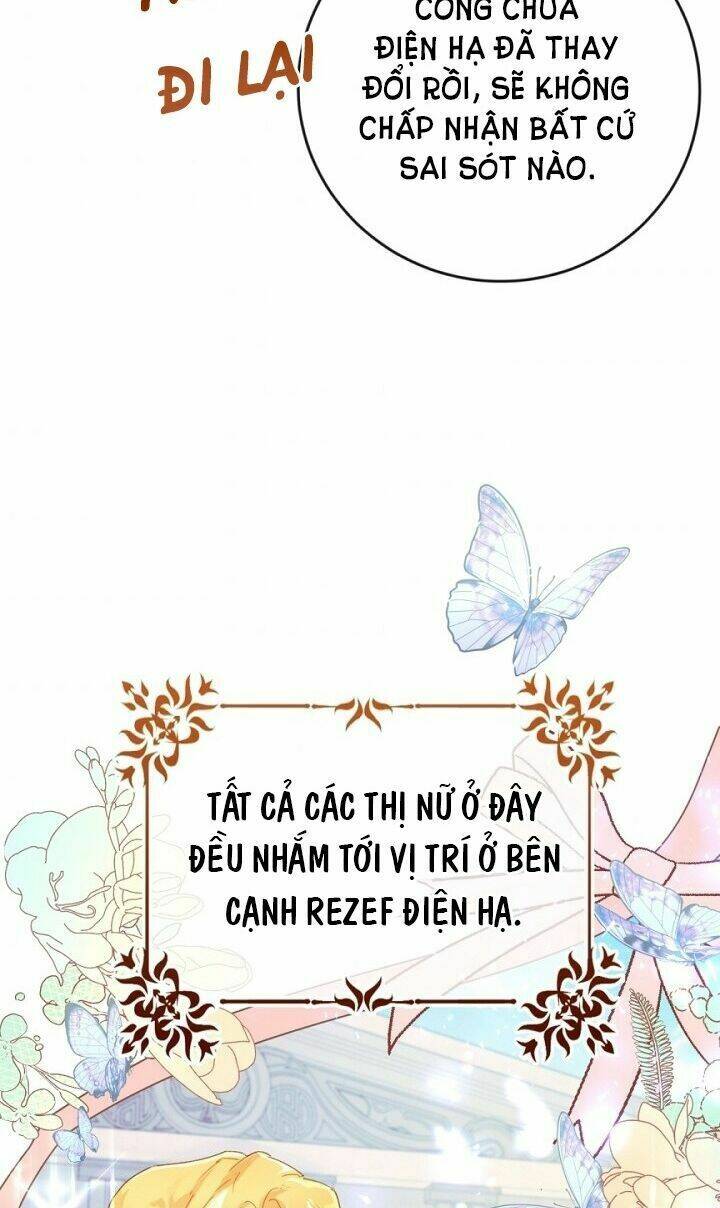 CÔNG CHÚA
ĐIỆN HẠ ĐÃ THAY
ĐỔI RỒI, SẼ KHÔNG
CHẤP NHẬN BẤT CỨ
SAI SÓT NÀO.
ĐI LẠI
TẤT CẢ CÁC THỊ NỮ Ở ĐÂY
ĐỀU NHẮM TỚI VỊ TRÍ Ở BÊN
CẠNH REZEF ĐIỆN HẠ.